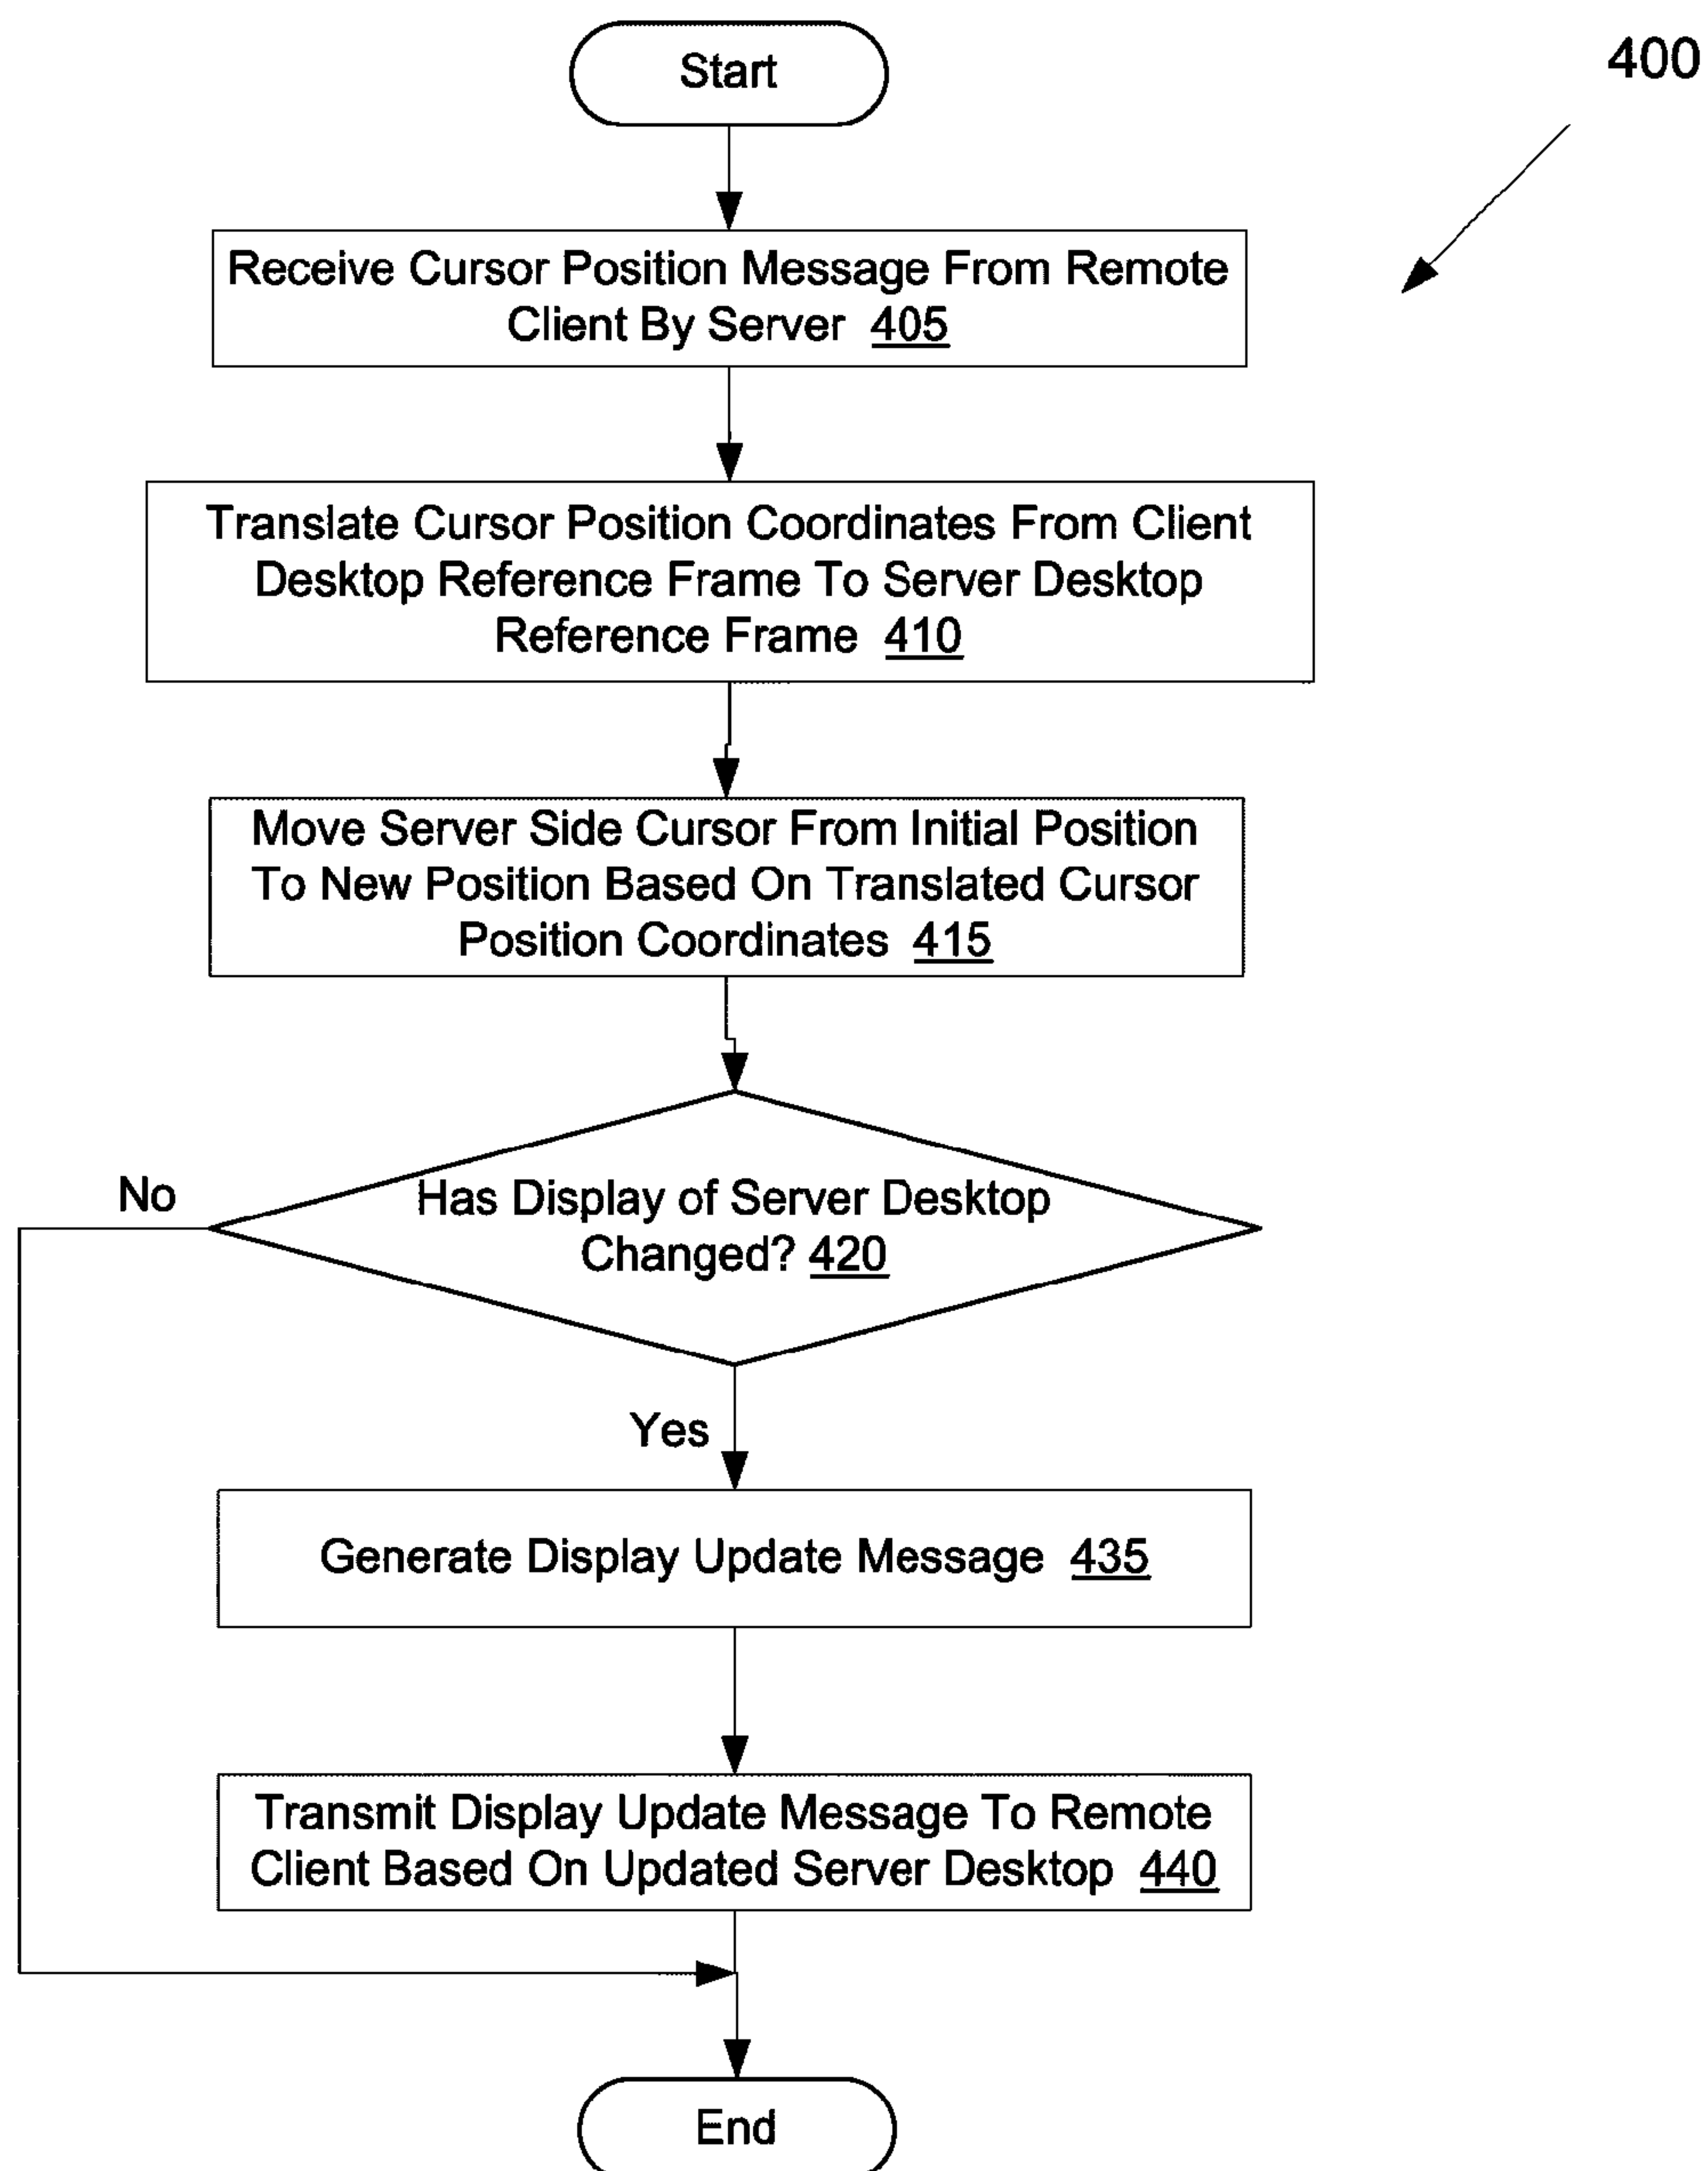 Start
400
Receive Cursor Position Message From Remote
Client By Server 405
Translate Cursor Position Coordinates From Client
Desktop Reference Frame To Server Desktop
Reference Frame 410
Move Server Side Cursor From Initial Position
To New Position Based On Translated Cursor
Position Coordinates 415
No
Has Display of Server Desktop
Changed? 420
Yes
Generate Display Update Message 435
Transmit Display Update Message To Remote
Client Based On Updated Server Desktop 440
End